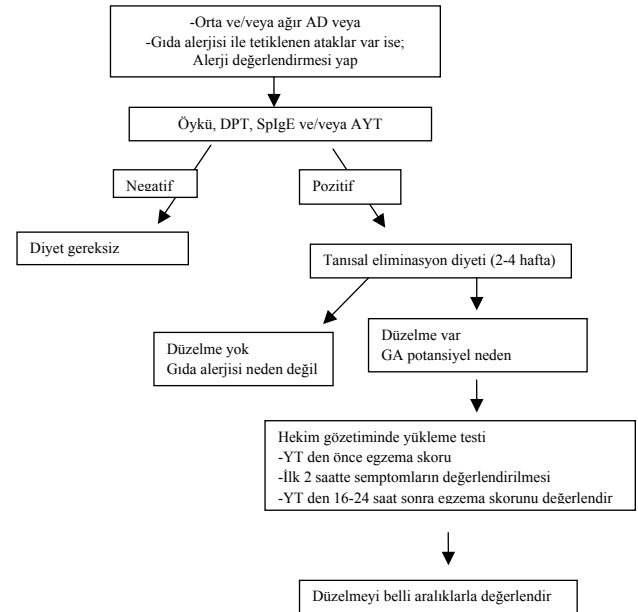 -Orta ve/veya ağır AD veya
-Gıda alerjisi ile tetiklenen ataklar var ise;
Alerji değerlendirmesi yap
Öykü, DPT, SpIgE ve/veya AYT
Negatif
Pozitif
Diyet gereksiz
Tanısal eliminasyon diyeti (2-4 hafta)
Düzelme yok
Gıda alerjisi neden değil
Düzelme var
GA potansiyel neden
Hekim gözetiminde yükleme testi
-YT den önce egzema skoru
-İlk 2 saatte semptomların değerlendirilmesi
-YT den 16-24 saat sonra egzema skorunu değerlendir
Düzelmeyi belli aralıklarla değerlendir